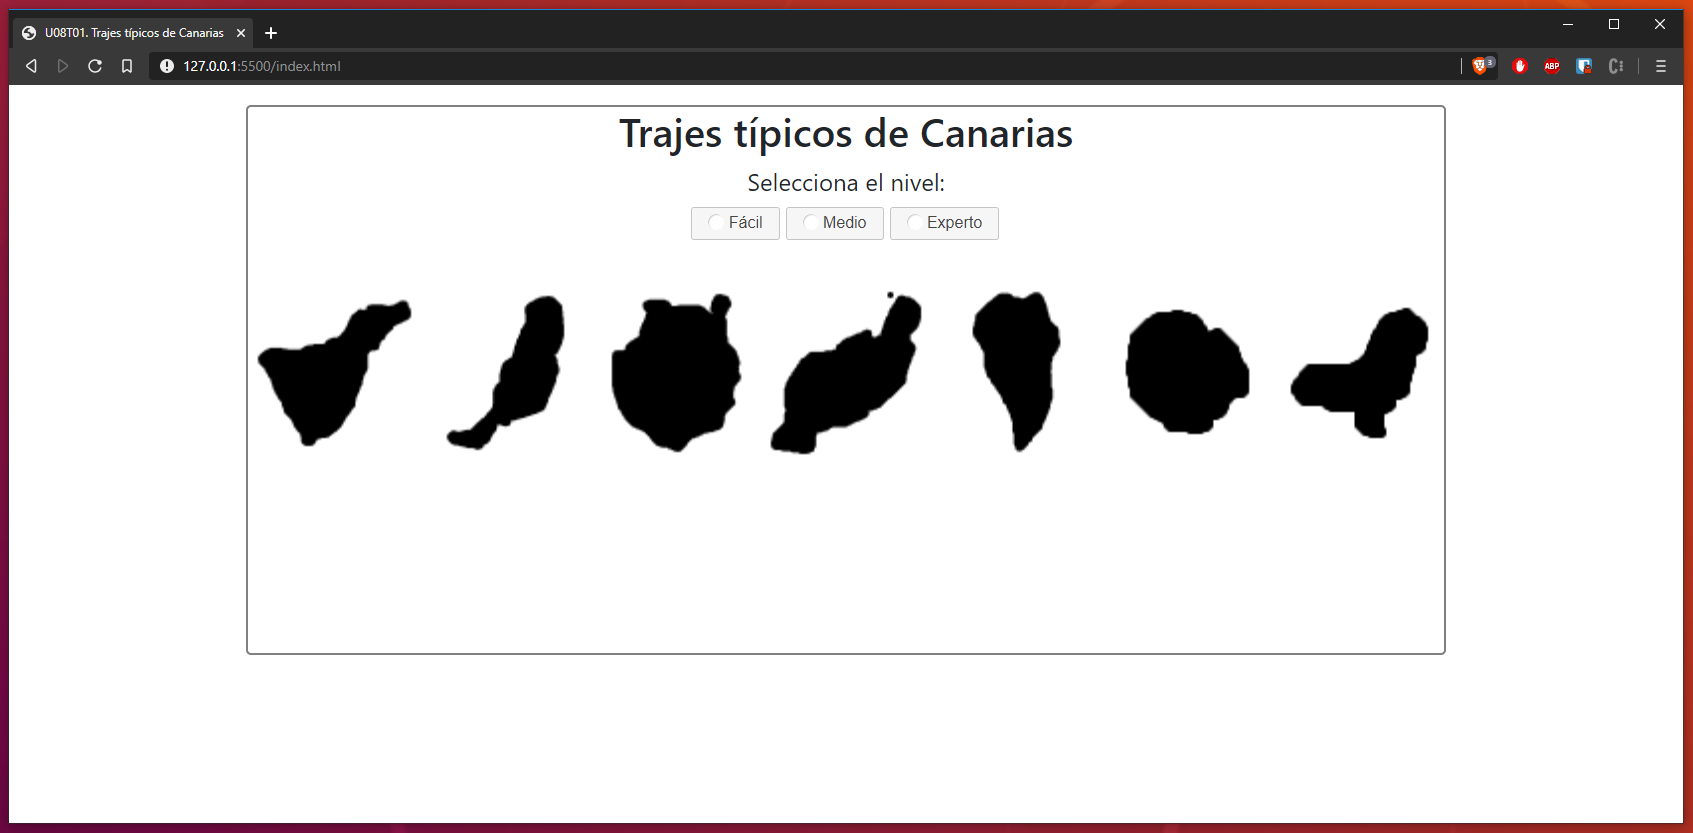 U08T01. Trajes típicos de Canarias
127.0.0.1:5500/index.html
3
ABP
Trajes típicos de Canarias
Selecciona el nivel:
Fácil Medio Experto